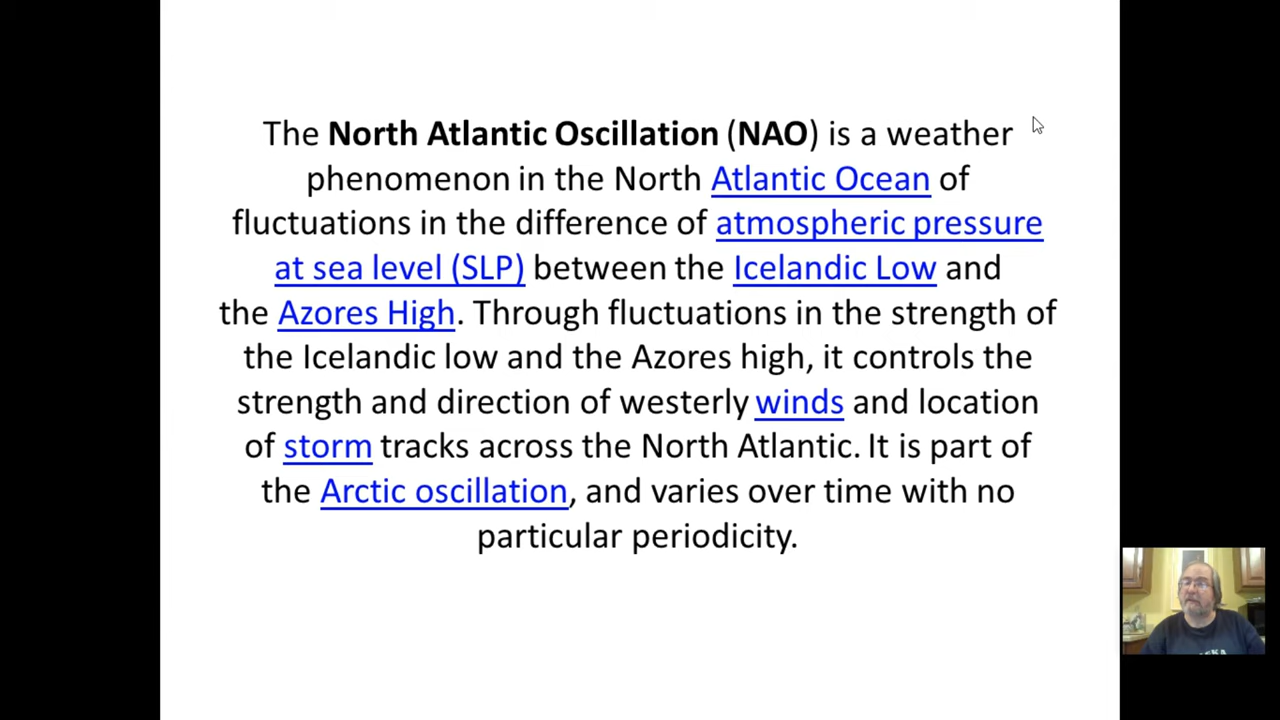 The North Atlantic Oscillation (NAO) is a weather
phenomenon in the North Atlantic Ocean of
fluctuations in the difference of atmospheric pressure
at sea level (SLP) between the Icelandic Low and
the Azores High. Through fluctuations in the strength of
the Icelandic low and the Azores high, it controls the
strength and direction of westerly winds and location
of storm tracks across the North Atlantic. It is part of
the Arctic oscillation, and varies over time with no
particular periodicity.